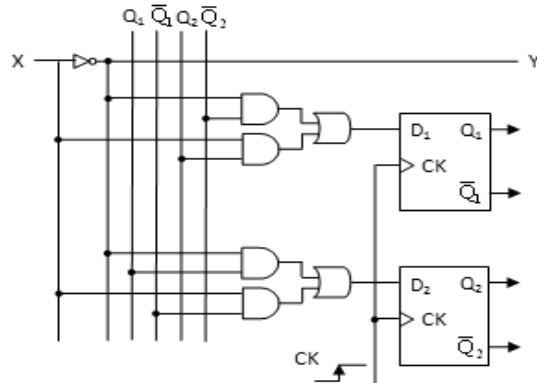 Q₁ Q̅₁ Q₂ Q̅₂
X Y
D₁ Q₁
CK
Q̅₁
D₂ Q₂
CK
Q̅₂
CK